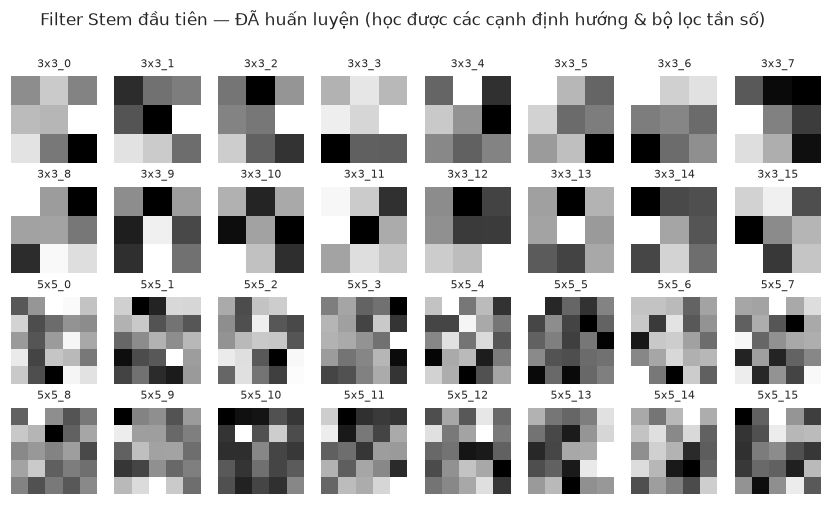 Filter Stem đầu tiên — ĐÃ huấn luyện (học được các cạnh định hướng & bộ lọc tần số)
3x3_0 3x3_1 3x3_2 3x3_3 3x3_4 3x3_5 3x3_6 3x3_7
3x3_8 3x3_9 3x3_10 3x3_11 3x3_12 3x3_13 3x3_14 3x3_15
5x5_0 5x5_1 5x5_2 5x5_3 5x5_4 5x5_5 5x5_6 5x5_7
5x5_8 5x5_9 5x5_10 5x5_11 5x5_12 5x5_13 5x5_14 5x5_15